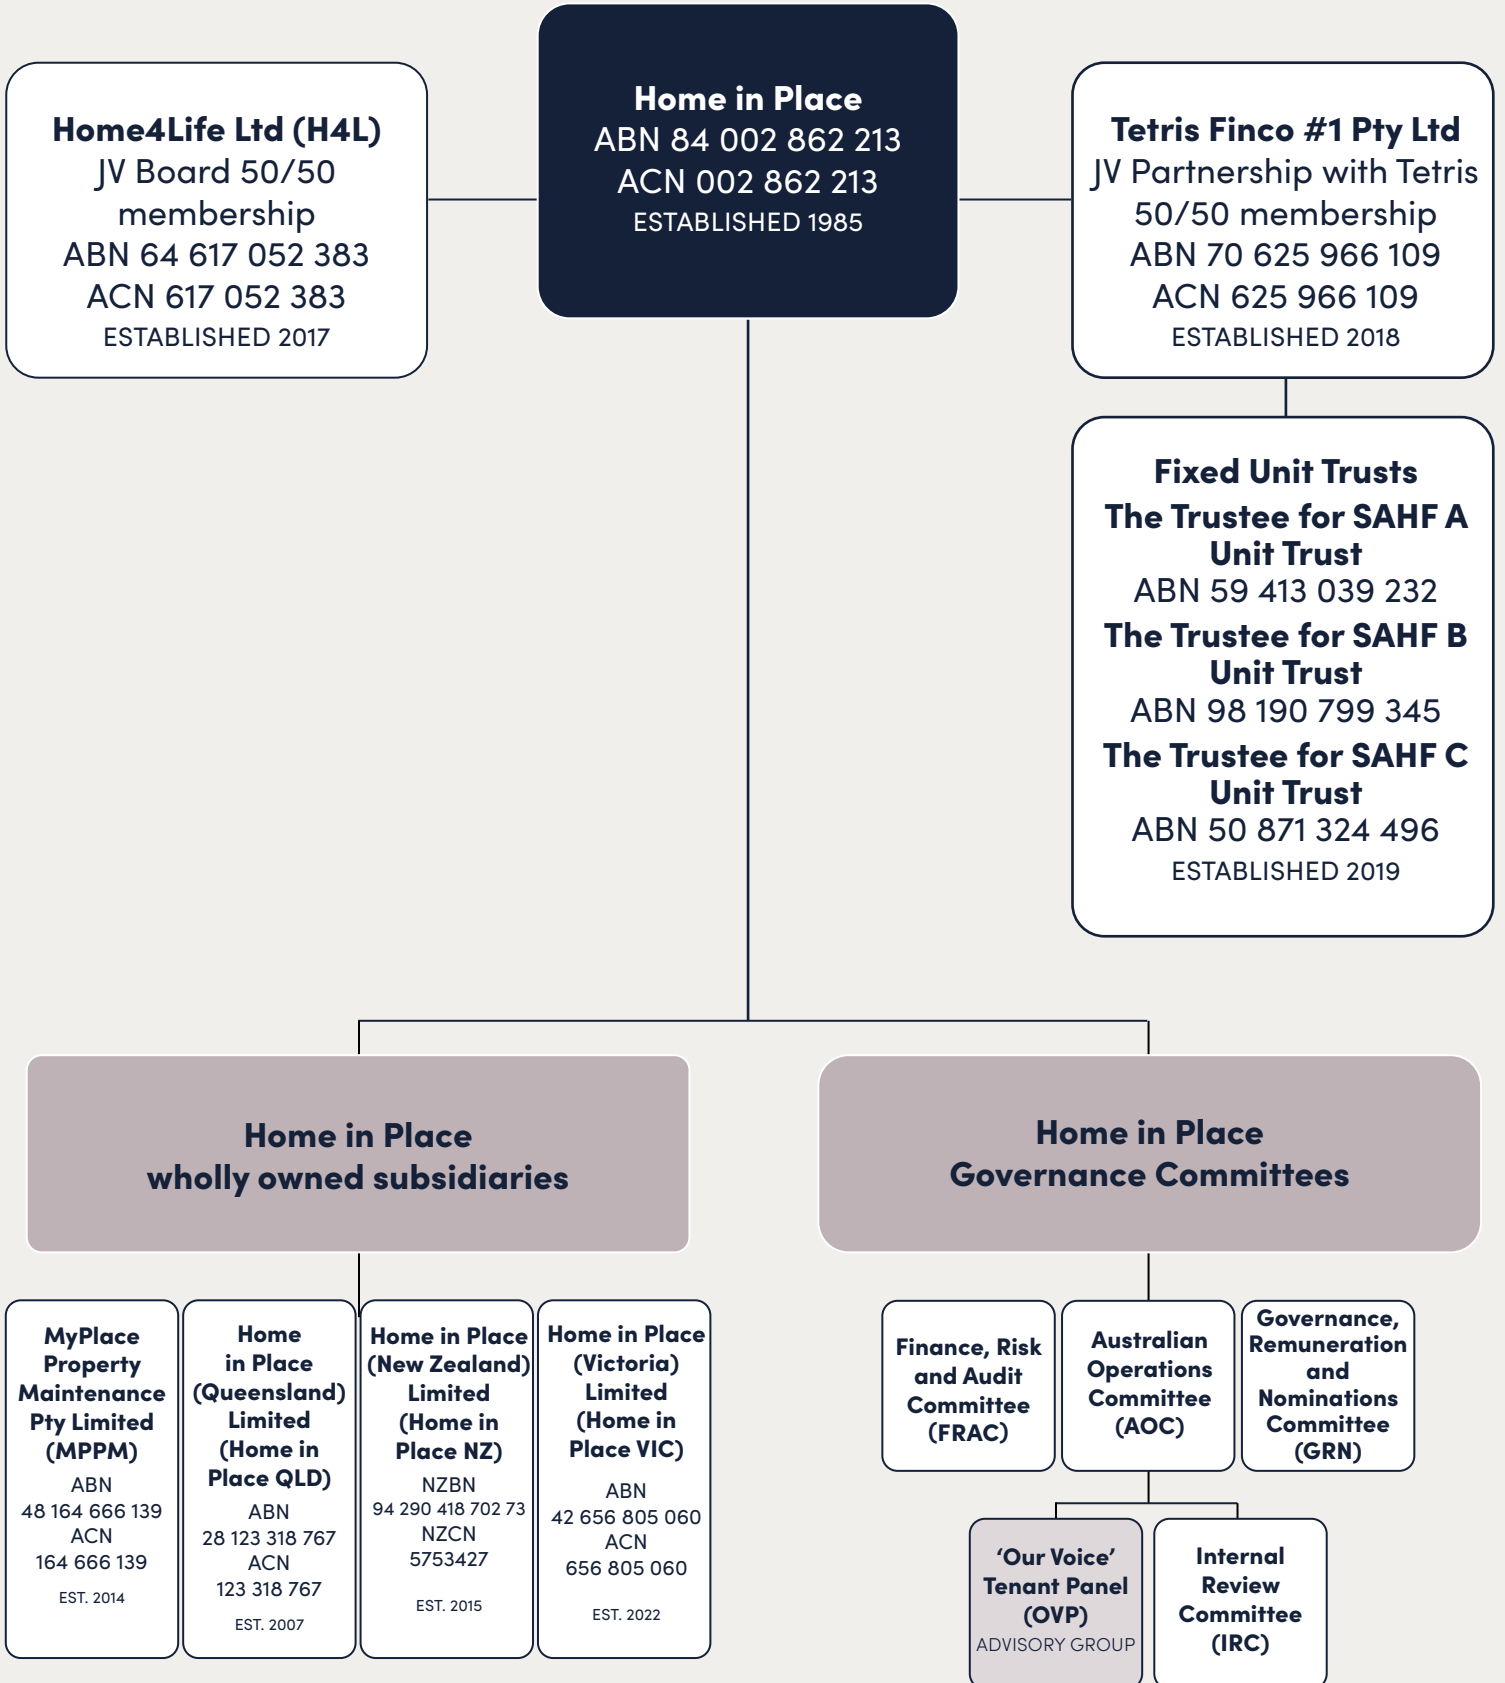 Home in Place
ABN 84 002 862 213
ACN 002 862 213
ESTABLISHED 1985
Home4Life Ltd (H4L)
JV Board 50/50
membership
ABN 64 617 052 383
ACN 617 052 383
ESTABLISHED 2017
Tetris Finco #1 Pty Ltd
JV Partnership with Tetris
50/50 membership
ABN 70 625 966 109
ACN 625 966 109
ESTABLISHED 2018
Fixed Unit Trusts
The Trustee for SAHF A
Unit Trust
ABN 59 413 039 232
The Trustee for SAHF B
Unit Trust
ABN 98 190 799 345
The Trustee for SAHF C
Unit Trust
ABN 50 871 324 496
ESTABLISHED 2019
Home in Place
wholly owned subsidiaries
Home in Place
Governance Committees
MyPlace
Property
Maintenance
Pty Limited
(MPPM)
ABN
48 164 666 139
ACN
164 666 139
EST. 2014
Home
in Place
(Queensland)
Limited
(Home in
Place QLD)
ABN
28 123 318 767
ACN
123 318 767
EST. 2007
Home in Place
(New Zealand)
Limited
(Home in
Place NZ)
NZBN
94 290 418 702 73
NZCN
5753427
EST. 2015
Home in Place
(Victoria)
Limited
(Home in
Place VIC)
ABN
42 656 805 060
ACN
656 805 060
EST. 2022
Finance, Risk
and Audit
Committee
(FRAC)
Australian
Operations
Committee
(AOC)
Governance,
Remuneration
and
Nominations
Committee
(GRN)
‘Our Voice’
Tenant Panel
(OVP)
ADVISORY GROUP
Internal
Review
Committee
(IRC)